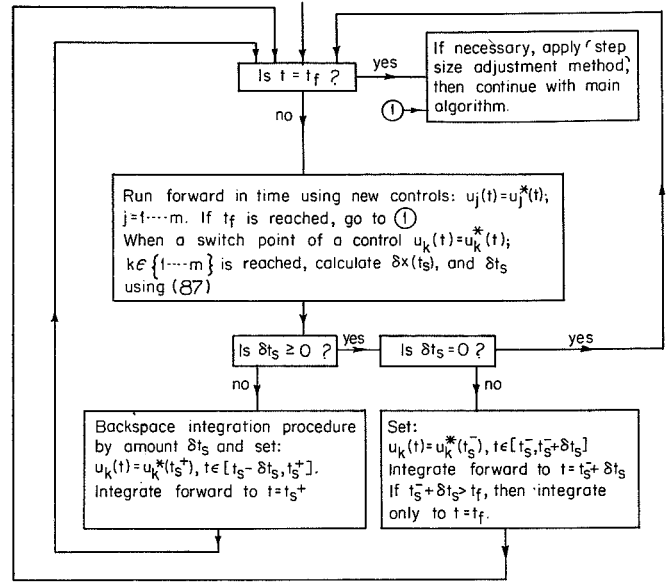 Is t = tf ?
yes
no
If necessary, apply 'step
size adjustment method',
then continue with main
algorithm.
1
Run forward in time using new controls: uj(t)=uj*(t);
j=1----m. If tf is reached, go to 1
When a switch point of a control uk(t)=uk*(t);
k∈{1----m} is reached, calculate δx(ts), and δts
using (87)
Is δts ≥ 0 ?
yes
Is δts = 0 ?
yes
no
no
Backspace integration procedure
by amount δts and set:
uk(t)=uk*(ts+), t∈[ts-δts,ts+].
Integrate forward to t=ts+
Set:
uk(t)=uk*(ts-), t∈[ts-,ts-+δts]
Integrate forward to t=ts-+δts
If ts-+δts>tf, then integrate
only to t=tf.